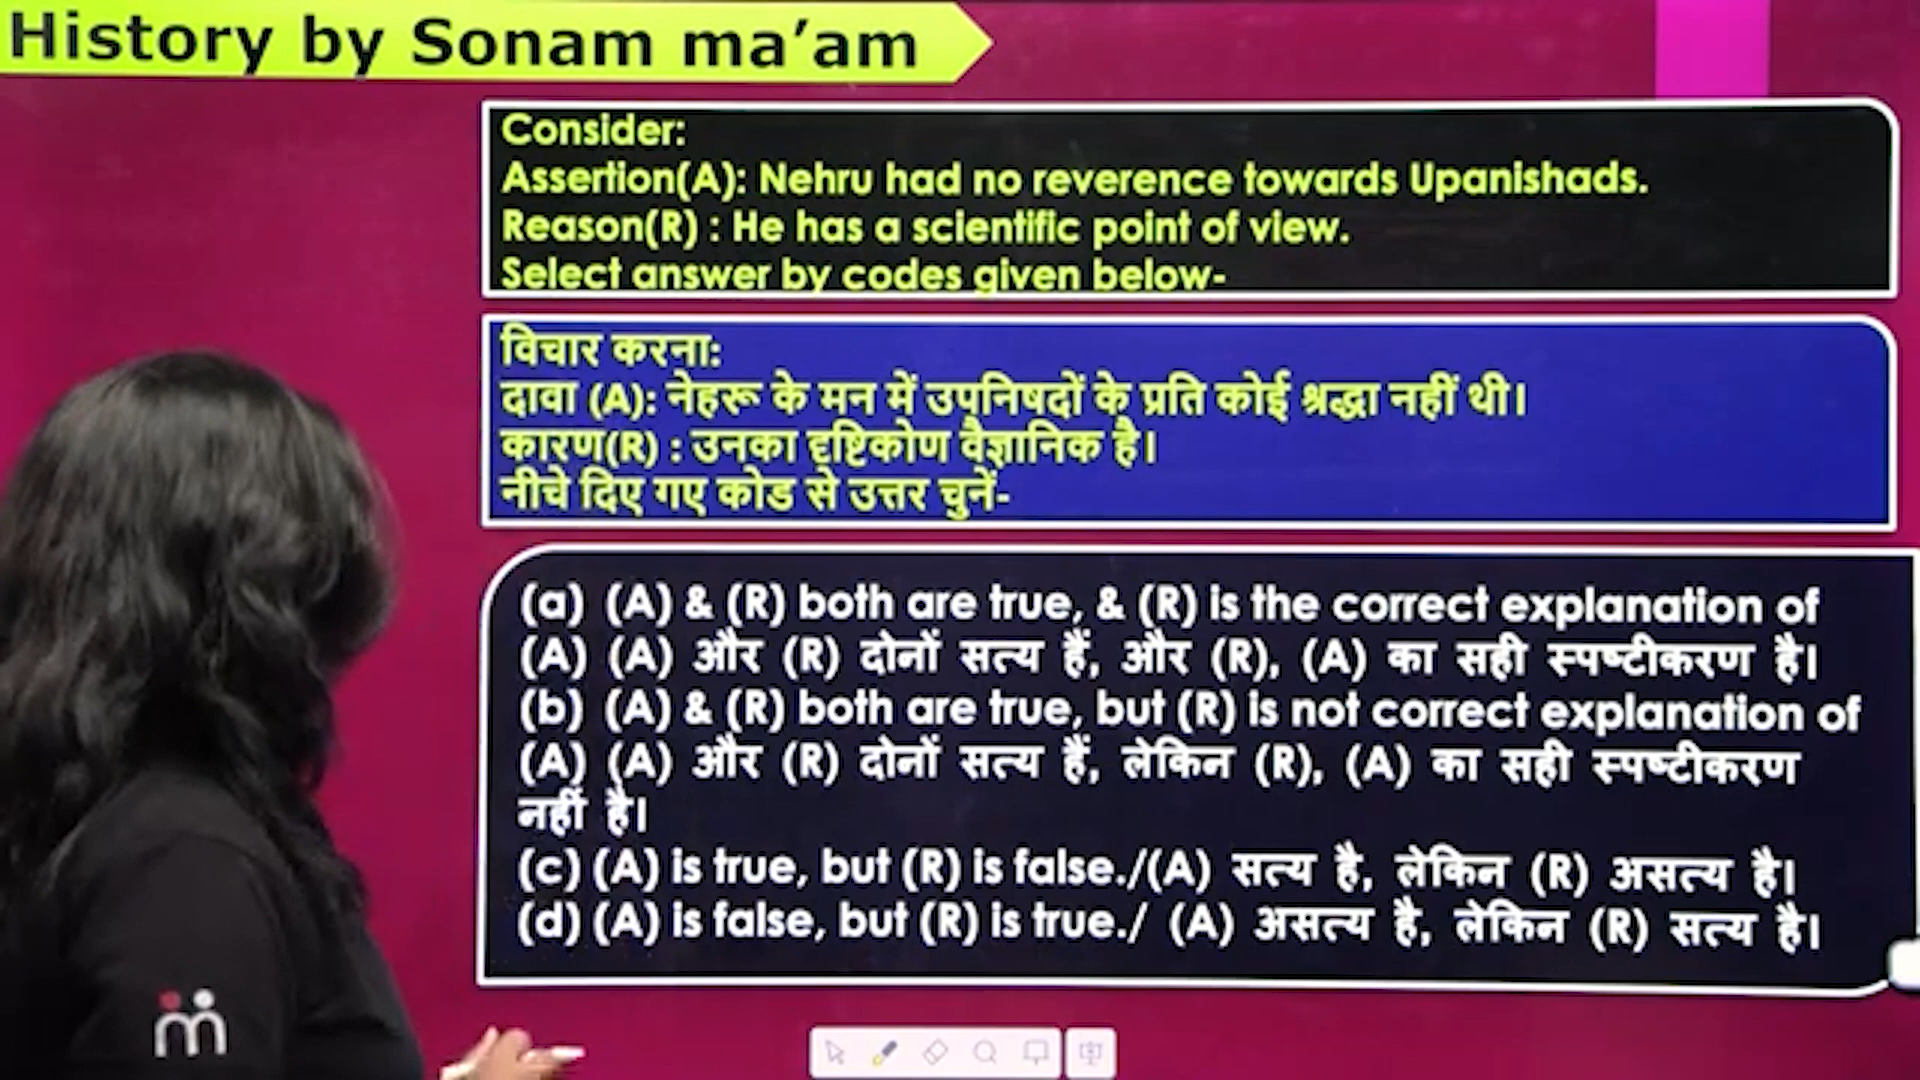 History by Sonam ma’am
Consider:
Assertion(A): Nehru had no reverence towards Upanishads.
Reason(R) : He has a scientific point of view.
Select answer by codes given below-
विचार करना:
दावा (A): नेहरू के मन में उपनिषदों के प्रति कोई श्रद्धा नहीं थी।
कारण(R) : उनका दृष्टिकोण वैज्ञानिक है।
नीचे दिए गए कोड से उत्तर चुनें-
(a) (A) & (R) both are true, & (R) is the correct explanation of
(A) (A) और (R) दोनों सत्य हैं, और (R), (A) का सही स्पष्टीकरण है।
(b) (A) & (R) both are true, but (R) is not correct explanation of
(A) (A) और (R) दोनों सत्य हैं, लेकिन (R), (A) का सही स्पष्टीकरण
नहीं है।
(c) (A) is true, but (R) is false./(A) सत्य है, लेकिन (R) असत्य है।
(d) (A) is false, but (R) is true./ (A) असत्य है, लेकिन (R) सत्य है।